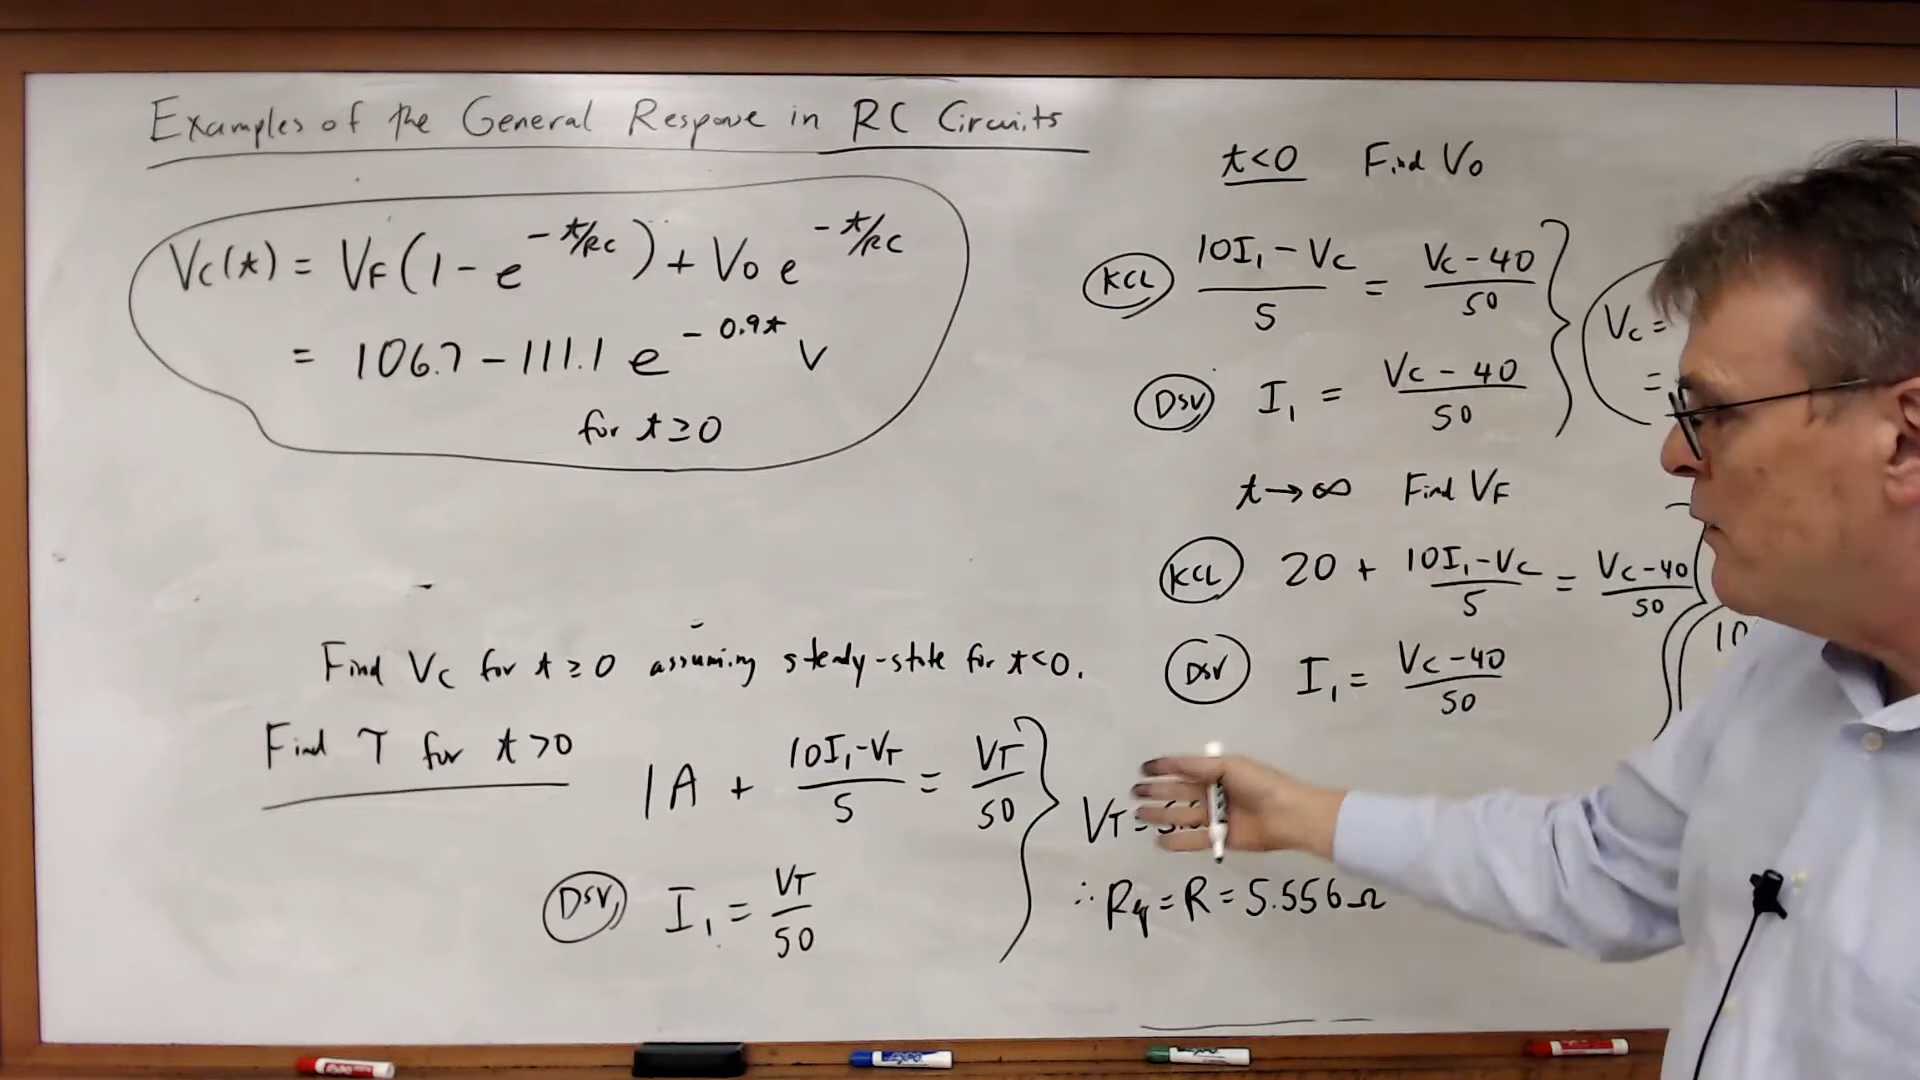 Examples of the General Response in RC Circuits
Vc(t) = VF(1 - e^{-t/RC}) + V0 e^{-t/RC}
= 106.7 - 111.1 e^{-0.9t} V
for t ≥ 0
Find Vc for t ≥ 0 assuming steady-state for t < 0.
Find τ for t > 0
1A + (10I₁ - VT)/5 = VT/50
DSV I₁ = VT/50
VT =
∴ Req = R = 5.556 Ω
t < 0 Find V0
KCL (10I₁ - Vc)/5 = (Vc - 40)/50
DSV I₁ = (Vc - 40)/50
Vc =
=
t → ∞ Find VF
KCL 20 + (10I₁ - Vc)/5 = (Vc - 40)/50
DSV I₁ = (Vc - 40)/50